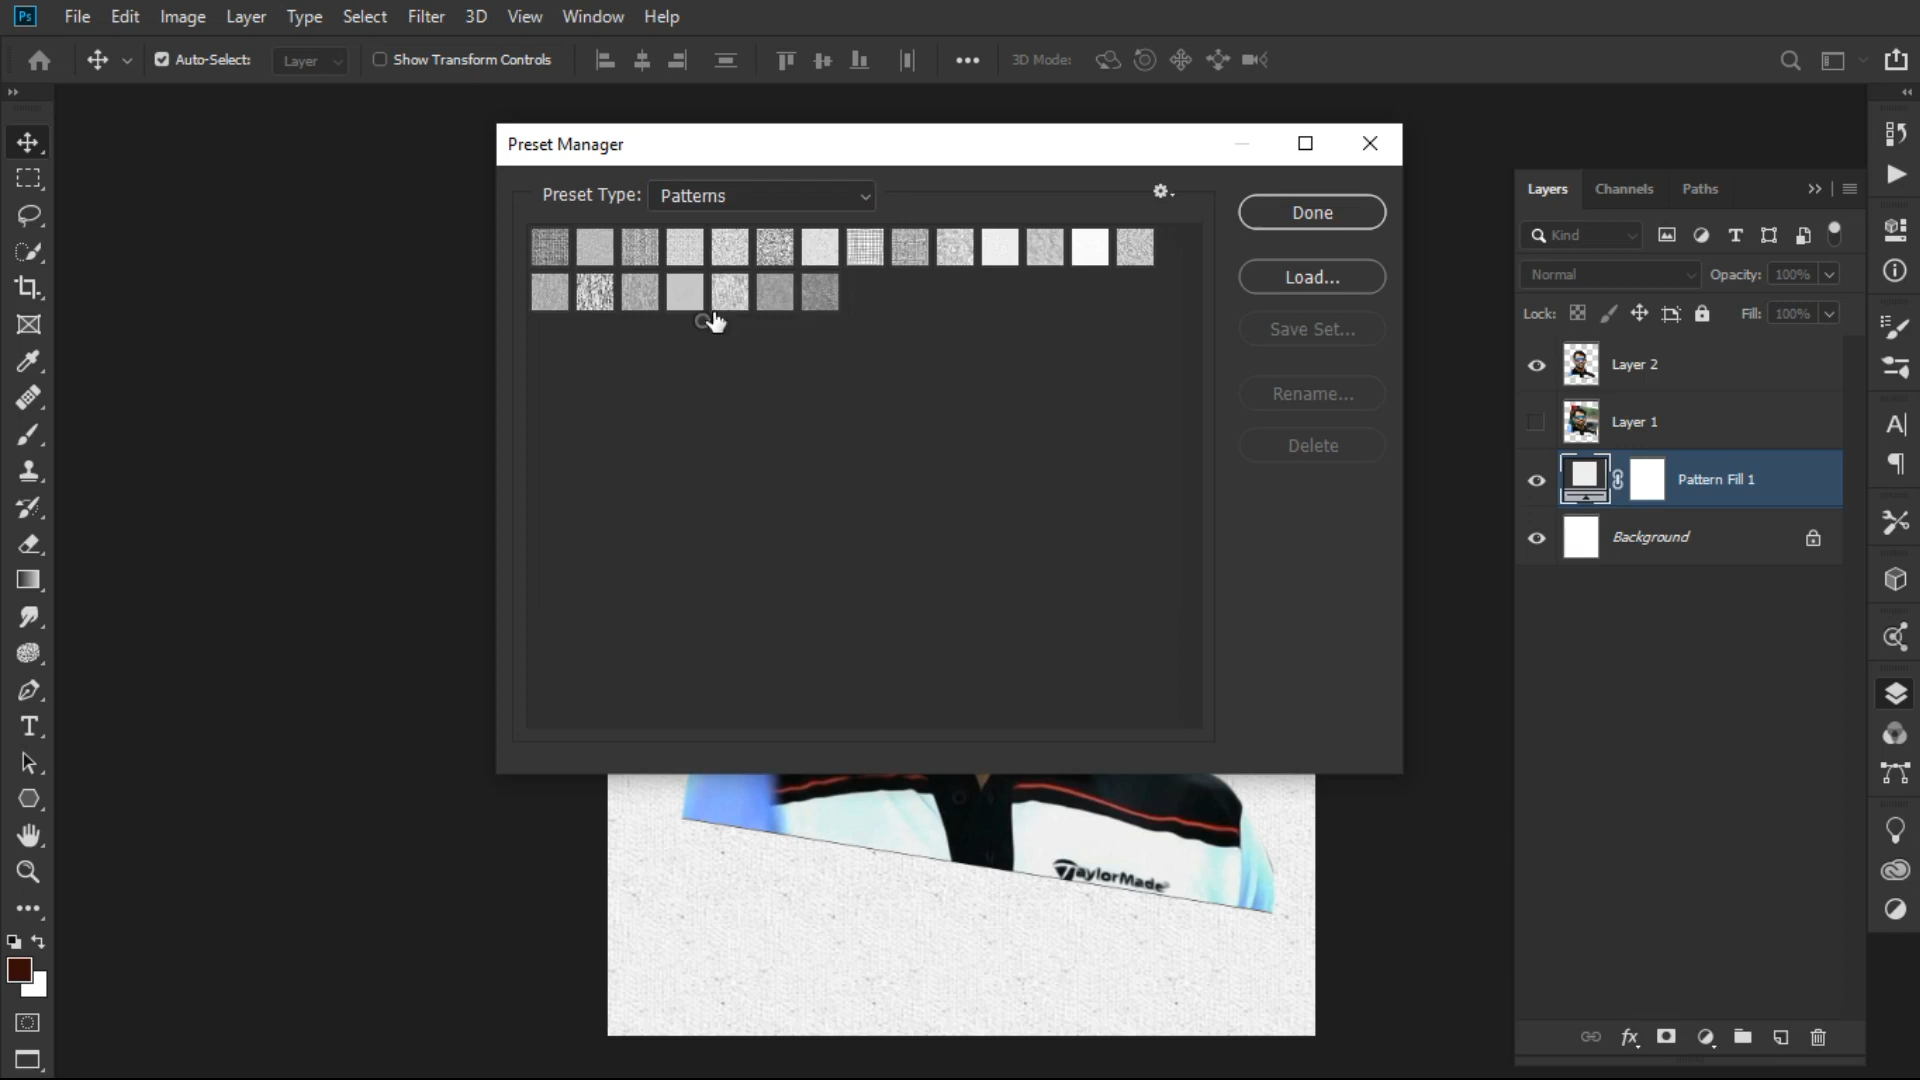 Ps File Edit Image Layer Type Select Filter 3D View Window Help
Auto-Select: Layer Show Transform Controls 3D Mode:
Preset Manager
Preset Type: Patterns
Done
Load...
Save Set...
Rename...
Delete
Layers Channels Paths
Kind
Normal Opacity: 100%
Lock: Fill: 100%
Layer 2
Layer 1
Pattern Fill 1
Background
fx
TaylorMade